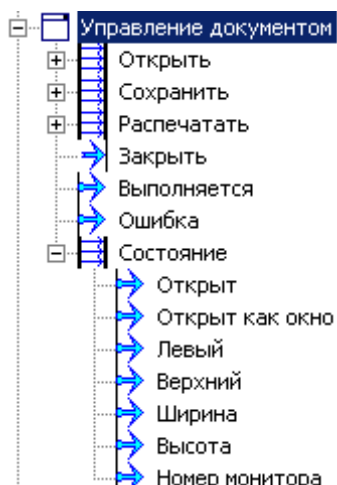 Управление документом
Открыть
Сохранить
Распечатать
Закрыть
Выполняется
Ошибка
Состояние
Открыт
Открыт как окно
Левый
Верхний
Ширина
Высота
Номер монитора